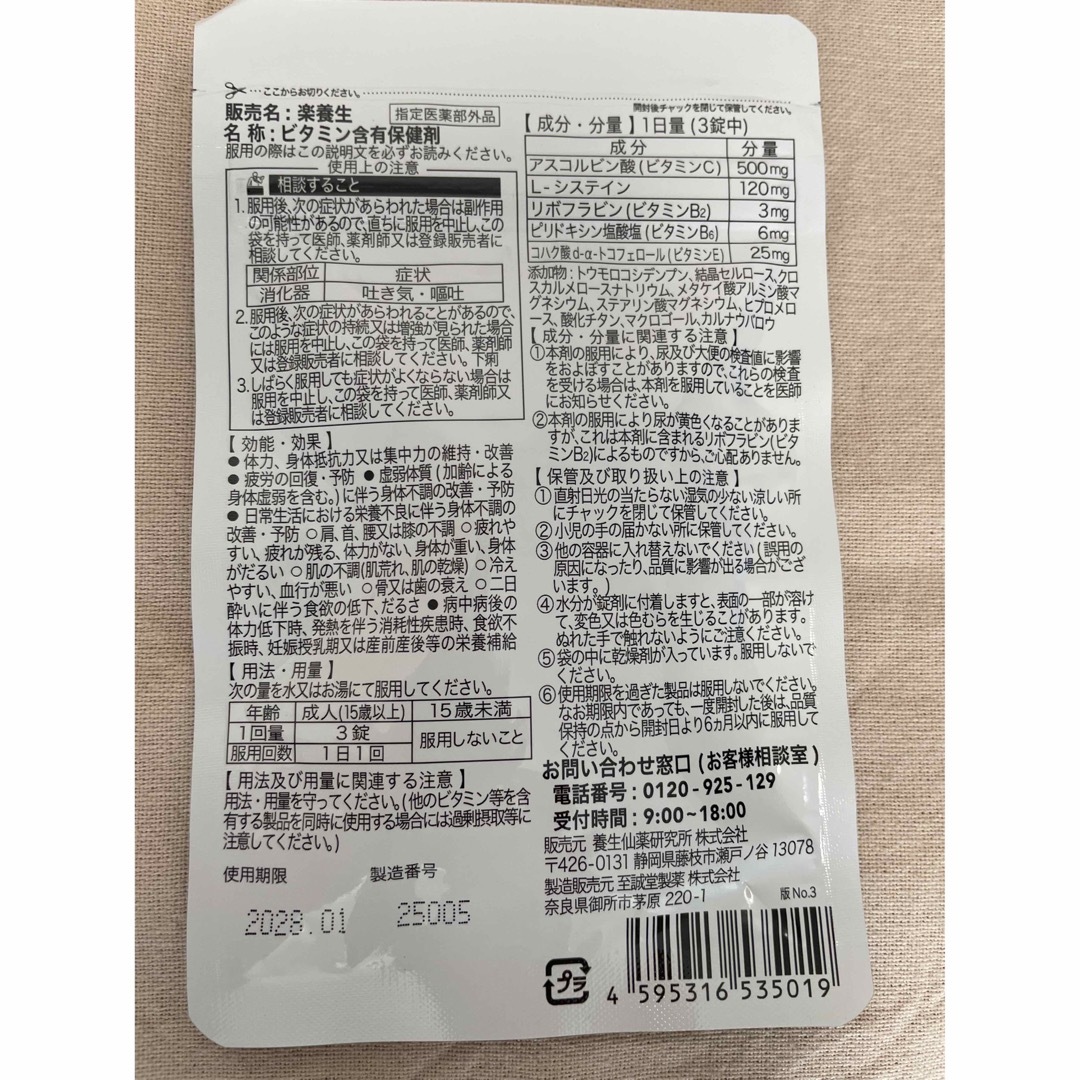 …ここからお切りください。
販売名：楽養生 指定医薬部外品
名 称：ビタミン含有保健剤
服用の際はこの説明文を必ずお読みください。
使用上の注意
相談すること
1. 服用後、次の症状があらわれた場合は副作用
の可能性があるので、直ちに服用を中止し、この
袋を持って医師、薬剤師又は登録販売者に
相談してください。
関係部位 症状
消化器 吐き気・嘔吐
2. 服用後、次の症状があらわれることがあるので、
このような症状の持続又は増強が見られた場合
には服用を中止し、この袋を持って医師、薬剤師
又は登録販売者に相談してください。下痢
3. しばらく服用しても症状がよくならない場合は
服用を中止し、この袋を持って医師、薬剤師又
は登録販売者に相談してください。
【 効能・効果 】
● 体力、身体抵抗力又は集中力の維持・改善
● 疲労の回復・予防 ● 虚弱体質 (加齢による
身体虚弱を含む。) に伴う身体不調の改善・予防
● 日常生活における栄養不良に伴う身体不調の
改善・予防 ○ 肩、首、腰又は膝の不調 ○ 疲れや
すい、疲れが残る、体力がない、身体が重い、身体
がだるい ○ 肌の不調 (肌荒れ、肌の乾燥) ○ 冷え
やすい、血行が悪い ○ 骨又は歯の衰え ○ 二日
酔いに伴う食欲の低下、だるさ ● 病中病後の
体力低下時、発熱を伴う消耗性疾患時、食欲不
振時、妊娠授乳期又は産前産後等の栄養補給
【 用法・用量 】
次の量を水又はお湯にて服用してください。
年齢 成人 (15歳以上) 15歳未満
1回量 3錠 服用しないこと
服用回数 1日1回
【 用法及び用量に関連する注意 】
用法・用量を守ってください。(他のビタミン等を含
有する製品を同時に使用する場合には過剰摂取等に
注意してください。)
使用期限 製造番号
2028.01 25005
開封後チャックを閉じて保管してください。
【 成分・分量 】1日量 (3錠中)
成分 分量
アスコルビン酸 (ビタミンC) 500mg
L-システイン 120mg
リボフラビン (ビタミンB2) 3mg
ピリドキシン塩酸塩 (ビタミンB6) 6mg
コハク酸d-α-トコフェロール (ビタミンE) 25mg
添加物：トウモロコシデンプン、結晶セルロース、クロ
スカルメロースナトリウム、メタケイ酸アルミン酸マ
グネシウム、ステアリン酸マグネシウム、ヒプロメロ
ース、酸化チタン、マクロゴール、カルナウバロウ
【 成分・分量に関連する注意 】
①本剤の服用により、尿及び大便の検査値に影響
をおよぼすことがありますので、これらの検査
を受ける場合は、本剤を服用していることを医師
にお知らせください。
②本剤の服用により尿が黄色くなることがありま
すが、これは本剤に含まれるリボフラビン(ビタ
ミンB2)によるものですから、ご心配ありません。
【 保管及び取り扱い上の注意 】
① 直射日光の当たらない湿気の少ない涼しい所
にチャックを閉じて保管してください。
② 小児の手の届かない所に保管してください。
③ 他の容器に入れ替えないでください (誤用の
原因になったり、品質に影響が出る場合がござ
います。)
④ 水分が錠剤に付着しますと、表面の一部が溶け
て、変色又は色むらを生じることがあります。
ぬれた手で触れないようにご注意ください。
⑤ 袋の中に乾燥剤が入っています。服用しないで
ください。
⑥ 使用期限を過ぎた製品は服用しないでください。
なお期限内であっても、一度開封した後は、品質
保持の点から開封日より6ヵ月以内に服用して
ください。
お問い合わせ窓口 (お客様相談室)
電話番号：0120-925-129
受付時間：9:00~18:00
販売元 養生仙薬研究所 株式会社
〒426-0131 静岡県藤枝市瀬戸ノ谷 13078
製造販売元 至誠堂製薬 株式会社
奈良県御所市茅原 220-1
版 No.3
プラ
4 595316 535019